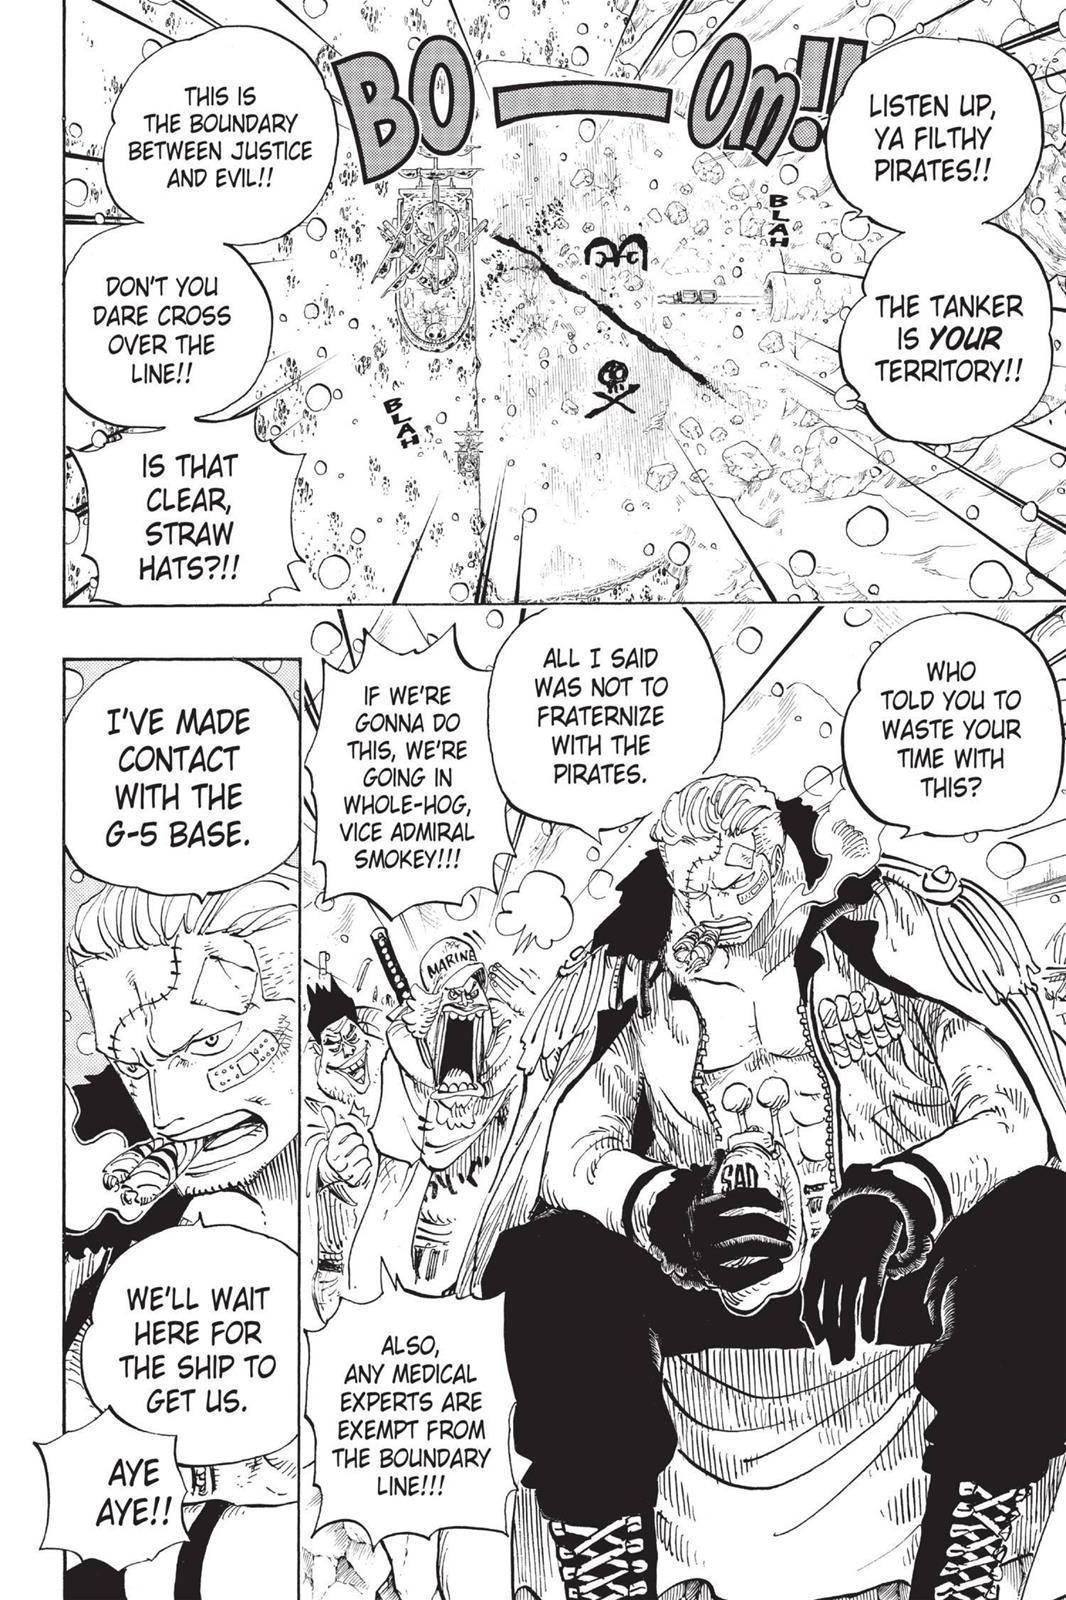 BO—OM!!
LISTEN UP,
YA FILTHY
PIRATES!!
THE TANKER
IS YOUR
TERRITORY!!
BLAH
THIS IS
THE BOUNDARY
BETWEEN JUSTICE
AND EVIL!!
DON'T YOU
DARE CROSS
OVER THE
LINE!!
BLAH
IS THAT
CLEAR,
STRAW
HATS?!!
WHO
TOLD YOU TO
WASTE YOUR
TIME WITH
THIS?
ALL I SAID
WAS NOT TO
FRATERNIZE
WITH THE
PIRATES.
IF WE'RE
GONNA DO
THIS, WE'RE
GOING IN
WHOLE-HOG,
VICE ADMIRAL
SMOKEY!!!
MARINE
SAD
ALSO,
ANY MEDICAL
EXPERTS ARE
EXEMPT FROM
THE BOUNDARY
LINE!!!
I'VE MADE
CONTACT
WITH THE
G-5 BASE.
WE'LL WAIT
HERE FOR
THE SHIP TO
GET US.
AYE
AYE!!